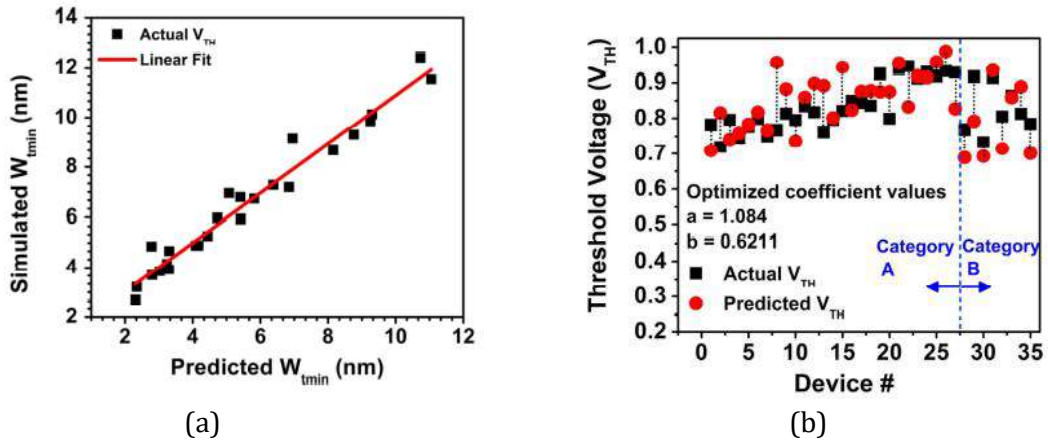 14
12
10
8
6
4
2
2 4 6 8 10 12
Simulated W_tmin (nm)
Predicted W_tmin (nm)
Actual V_TH
Linear Fit
(a)
1.0
0.9
0.8
0.7
0.6
0.5
0.4
0.3
0.2
0 5 10 15 20 25 30 35
Threshold Voltage (V_TH)
Device #
Optimized coefficient values
a = 1.084
b = 0.6211
Category
A
Category
B
Actual V_TH
Predicted V_TH
(b)